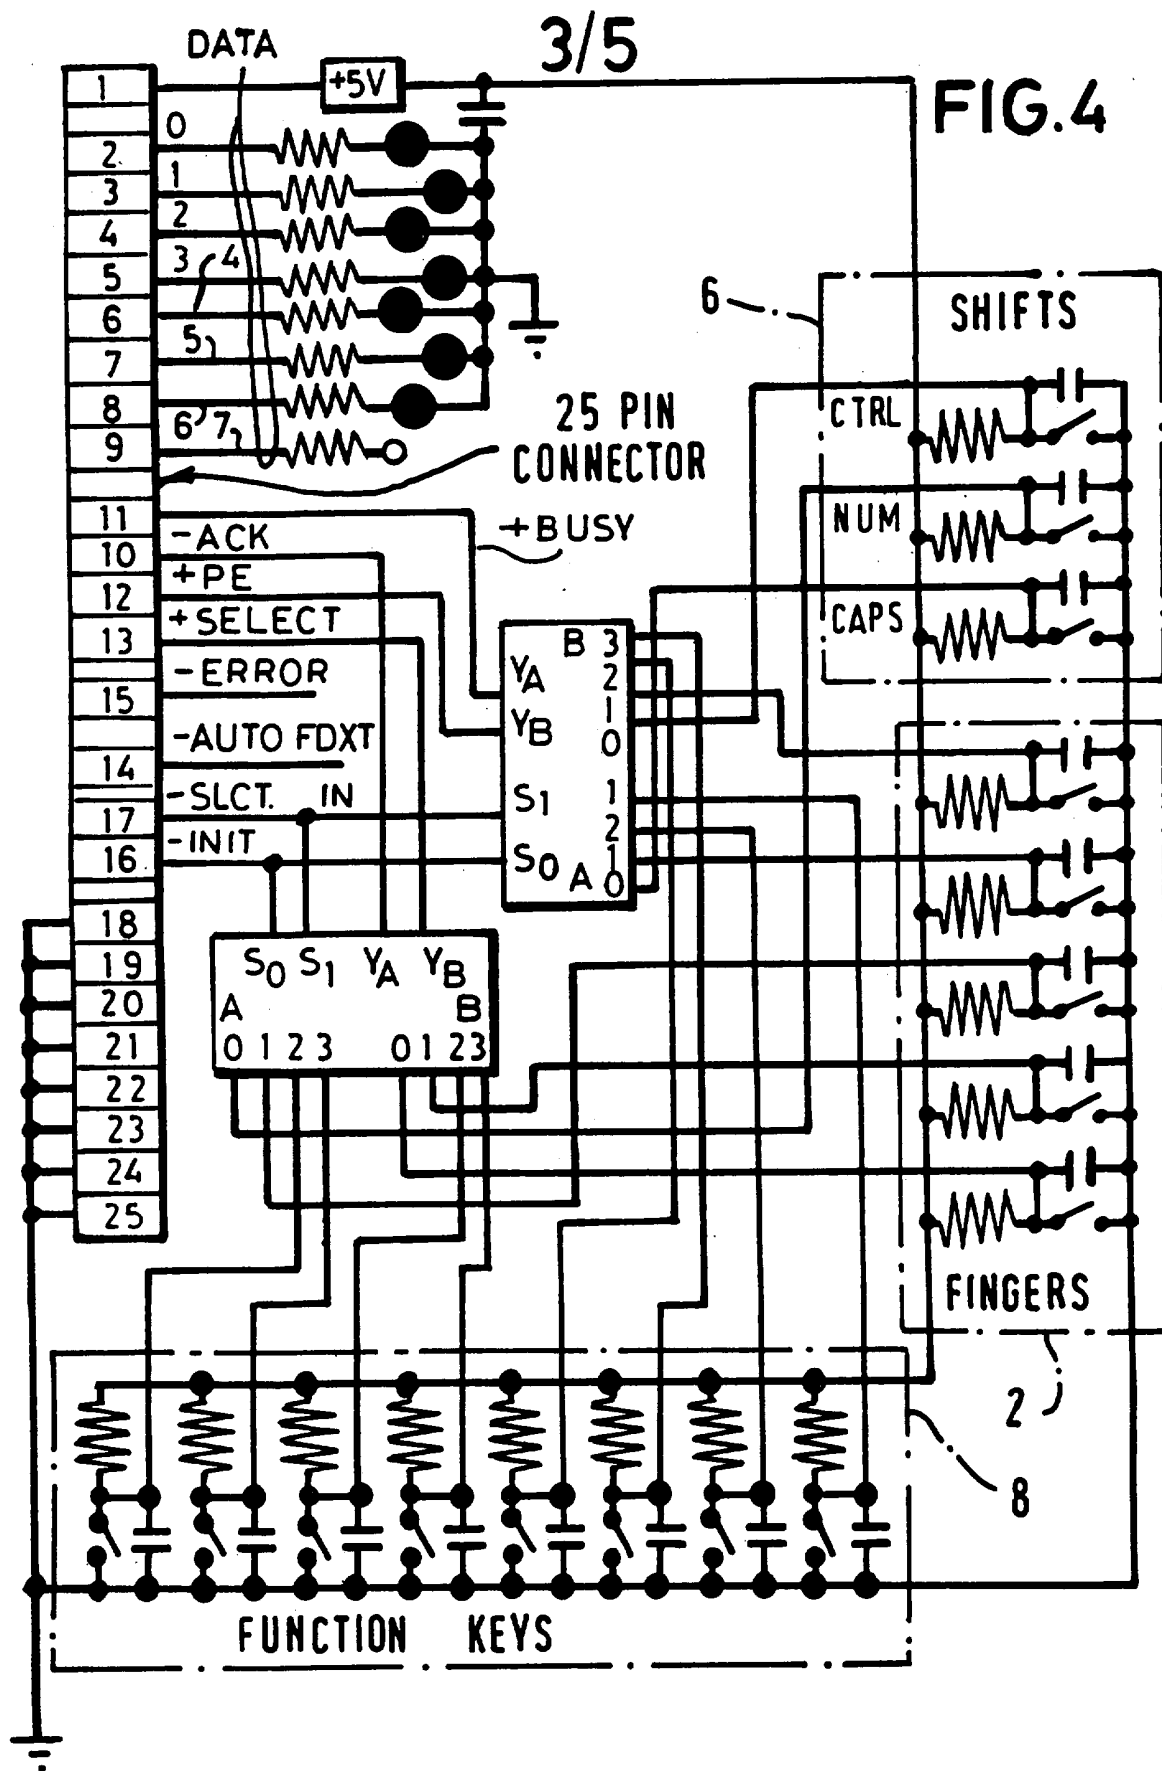 3/5
FIG.4
DATA
1
+5V
0
2
1
3
2
4
3
4
5
6
5
7
8
6
7
9
25 PIN
CONNECTOR
11
+BUSY
-ACK
10
+PE
12
+SELECT
13
-ERROR
15
-AUTO FDXT
14
-SLCT. IN
17
-INIT
16
18
19
20
21
22
23
24
25
YA
YB
S1
S0
B 3
2
1
0
1
2
1
A 0
S0 S1 YA YB
A B
0 1 2 3 0 1 2 3
6
SHIFTS
CTRL
NUM
CAPS
FINGERS
2
8
FUNCTION KEYS